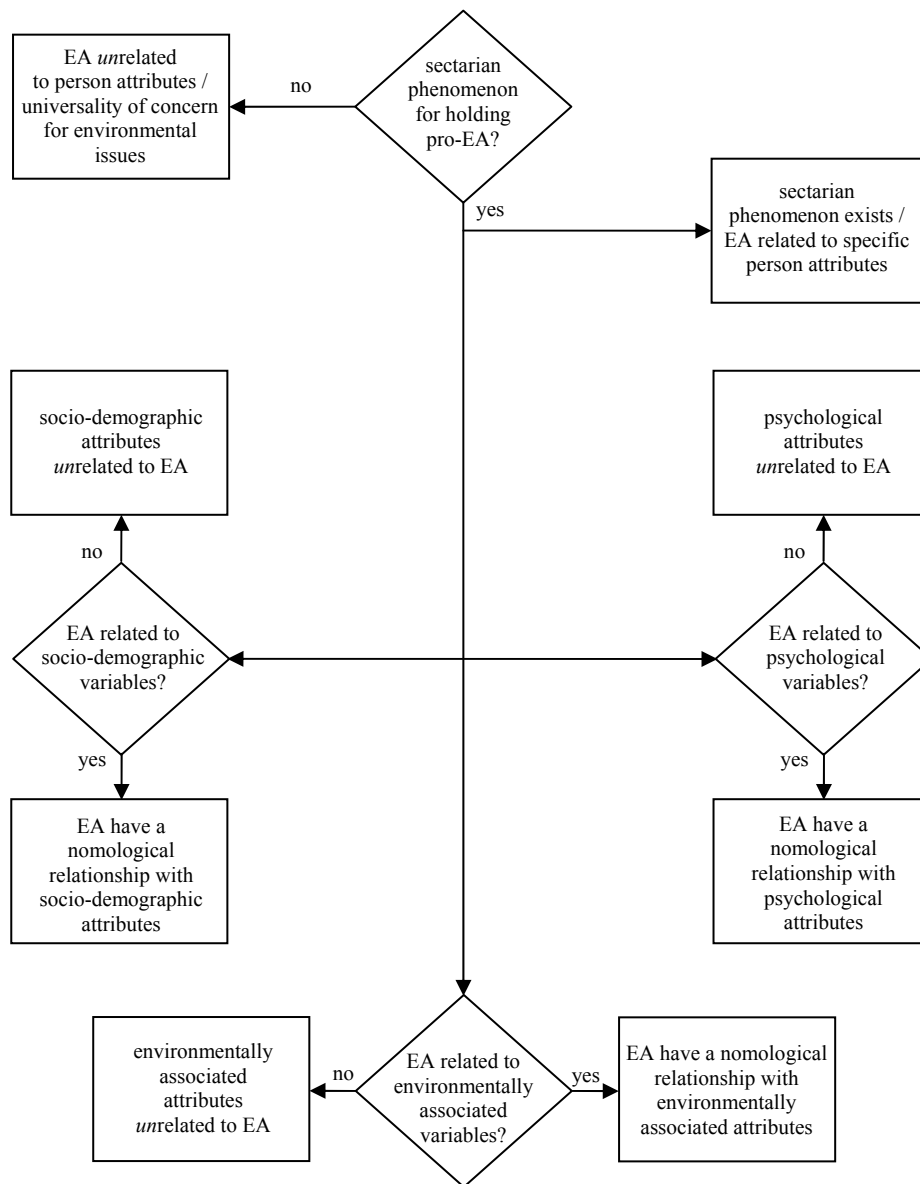 EA unrelated
to person attributes /
universality of concern
for environmental
issues
no
sectarian
phenomenon
for holding
pro-EA?
yes
sectarian
phenomenon exists /
EA related to specific
person attributes
socio-demographic
attributes
unrelated to EA
psychological
attributes
unrelated to EA
no
no
EA related to
socio-demographic
variables?
EA related to
psychological
variables?
yes
yes
EA have a
nomological
relationship with
socio-demographic
attributes
EA have a
nomological
relationship with
psychological
attributes
environmentally
associated
attributes
unrelated to EA
no
EA related to
environmentally
associated
variables?
yes
EA have a nomological
relationship with
environmentally
associated attributes